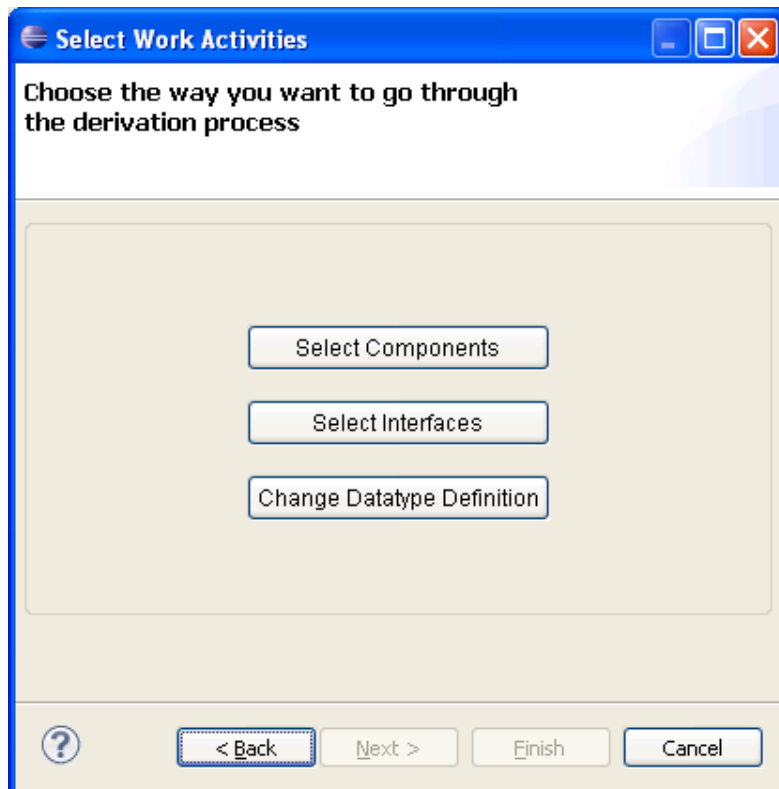 Select Work Activities
Choose the way you want to go through
the derivation process
Select Components
Select Interfaces
Change Datatype Definition
?
< Back
Next >
Finish
Cancel